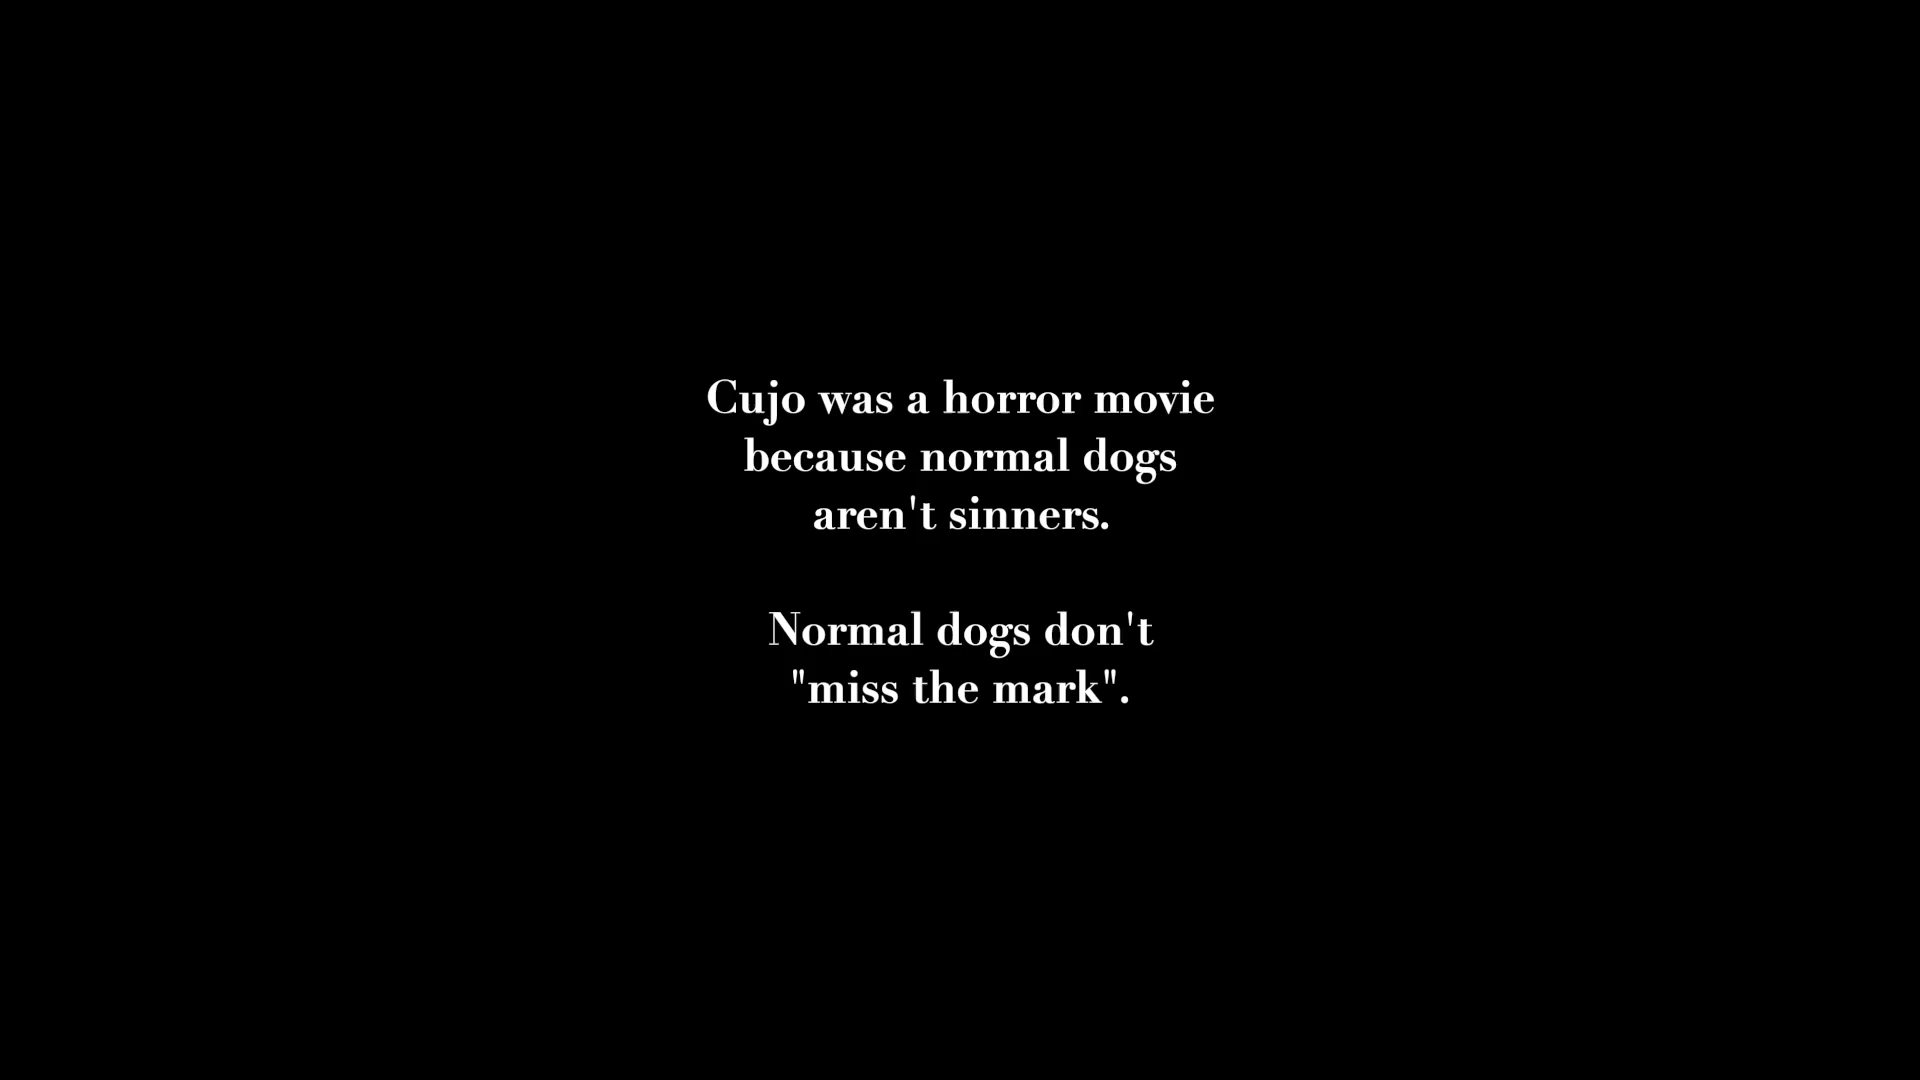 Cujo was a horror movie
because normal dogs
aren't sinners.
Normal dogs don't
"miss the mark".